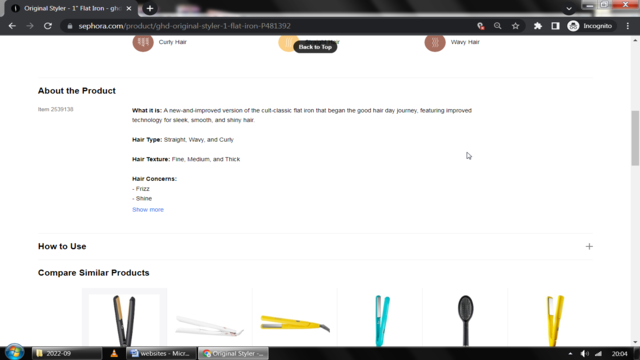 Original Styler - 1" Flat Iron - ghd
sephora.com/product/ghd-original-styler-1-flat-iron-P481392
Incognito
Curly Hair
Back to Top
Wavy Hair
About the Product
Item 2539138
What it is: A new-and-improved version of the cult-classic flat iron that began the good hair day journey, featuring improved
technology for sleek, smooth, and shiny hair
Hair Type: Straight, Wavy, and Curly
Hair Texture: Fine, Medium, and Thick
Hair Concerns:
- Frizz
- Shine
Show more
How to Use
Compare Similar Products
2022-09
websites - Micr...
Original Styler -...
20:04